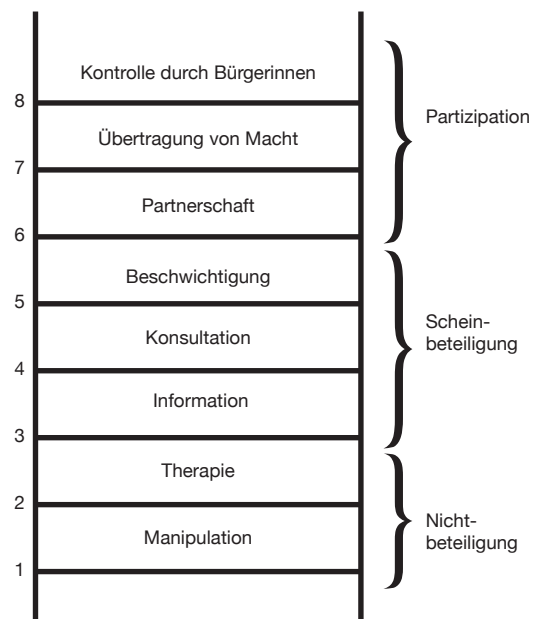 Kontrolle durch Bürgerinnen
8
Partizipation
Übertragung von Macht
7
Partnerschaft
6
Beschwichtigung
5
Schein-
beteiligung
Konsultation
4
Information
3
Therapie
2
Nicht-
beteiligung
Manipulation
1